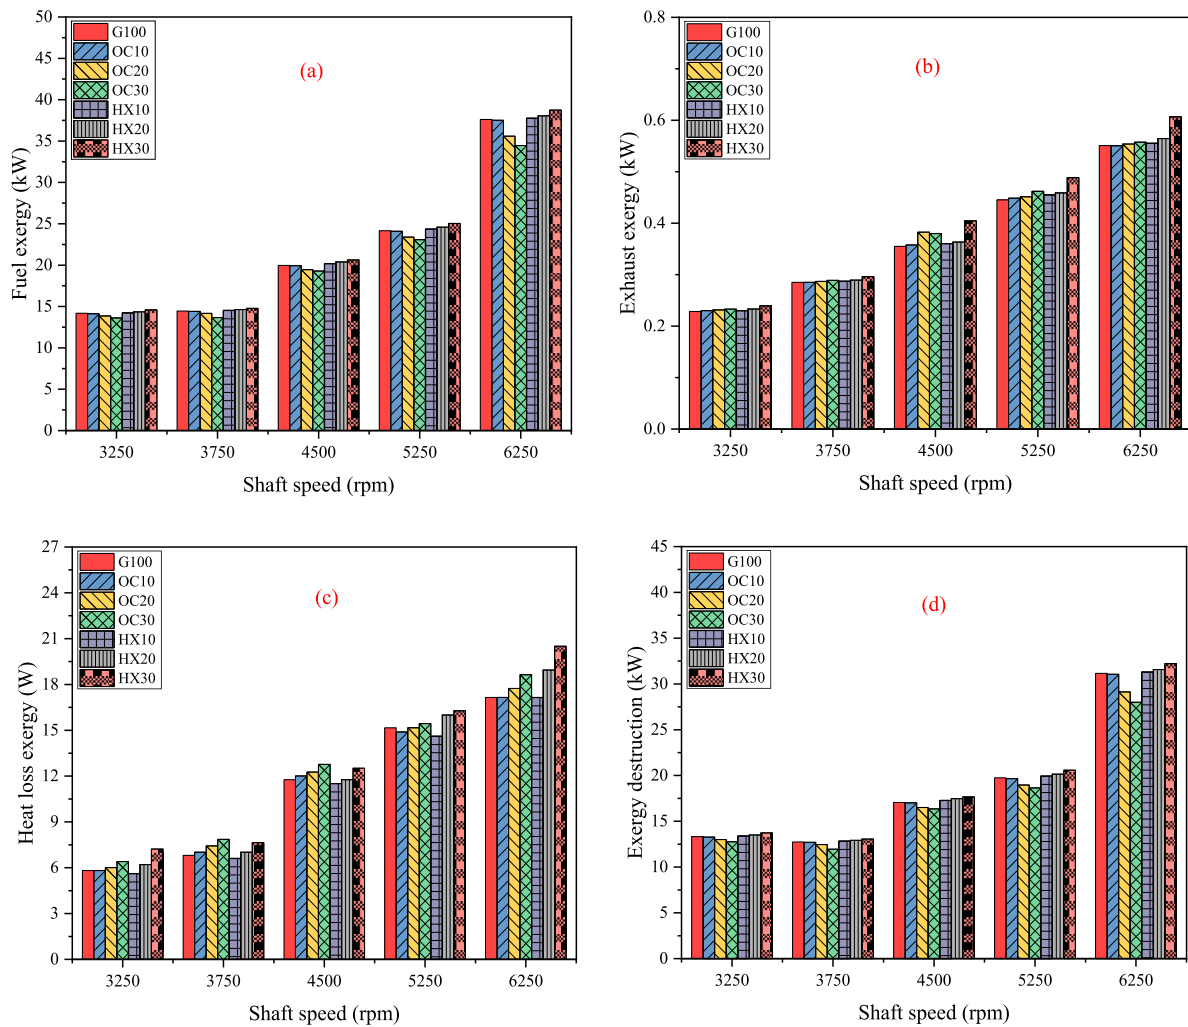 50
45
40
35
30
25
20
15
10
5
0
Fuel exergy (kW)
G100
OC10
OC20
OC30
HX10
HX20
HX30
(a)
3250 3750 4500 5250 6250
Shaft speed (rpm)
0.8
0.6
0.4
0.2
0.0
Exhaust exergy (kW)
G100
OC10
OC20
OC30
HX10
HX20
HX30
(b)
3250 3750 4500 5250 6250
Shaft speed (rpm)
27
24
21
18
15
12
9
6
3
0
Heat loss exergy (W)
G100
OC10
OC20
OC30
HX10
HX20
HX30
(c)
3250 3750 4500 5250 6250
Shaft speed (rpm)
45
40
35
30
25
20
15
10
5
0
Exergy destruction (kW)
G100
OC10
OC20
OC30
HX10
HX20
HX30
(d)
3250 3750 4500 5250 6250
Shaft speed (rpm)